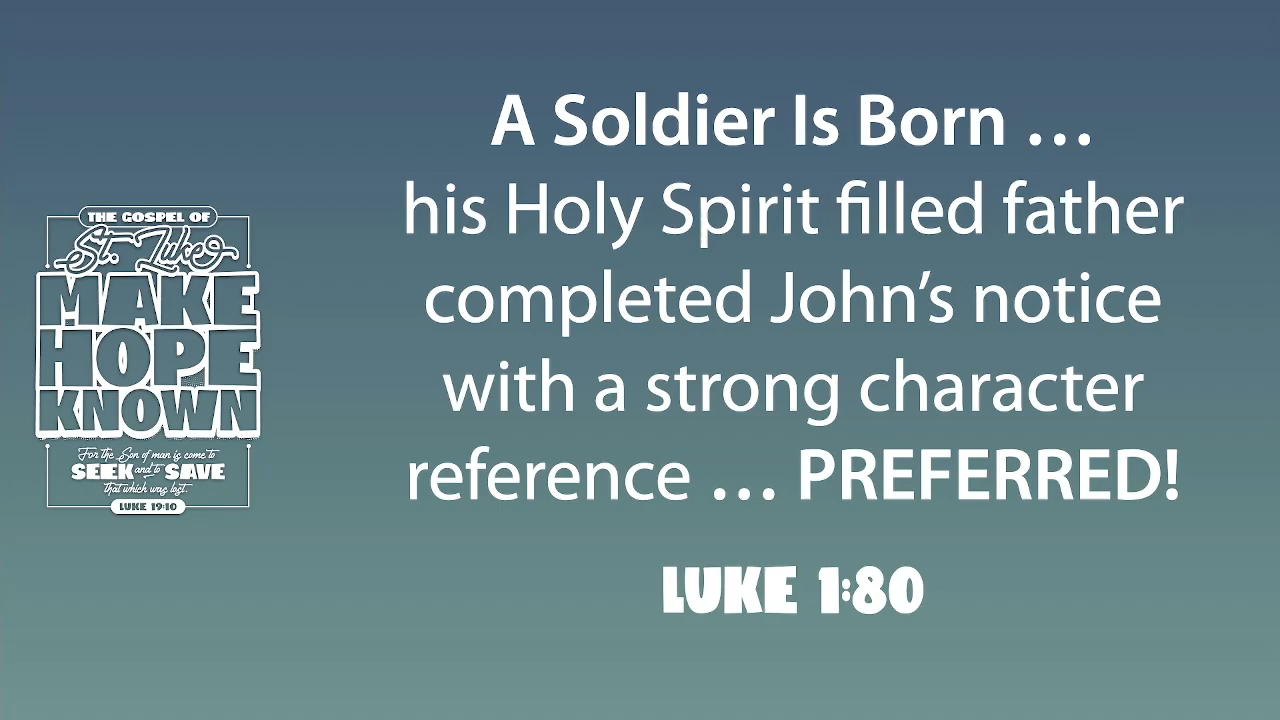 A Soldier Is Born …
his Holy Spirit filled father
completed John’s notice
with a strong character
reference … PREFERRED!
LUKE 1:80
THE GOSPEL OF
St. Luke
MAKE
HOPE
KNOWN
For the Son of man is come to
SEEK and to SAVE
that which was lost.
LUKE 19:10